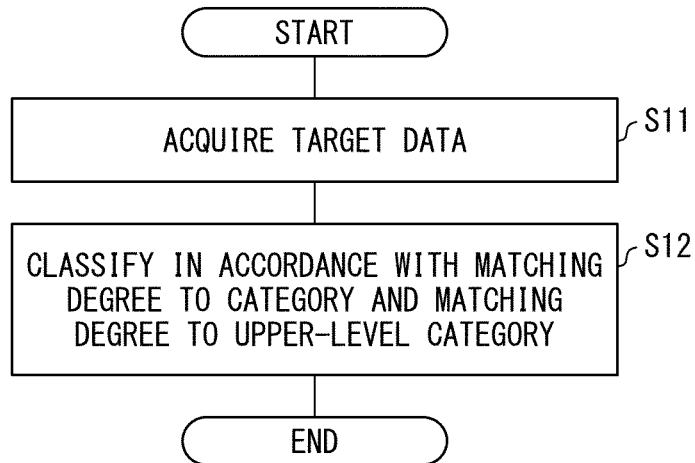 START
ACQUIRE TARGET DATA
S11
CLASSIFY IN ACCORDANCE WITH MATCHING
DEGREE TO CATEGORY AND MATCHING
DEGREE TO UPPER-LEVEL CATEGORY
S12
END